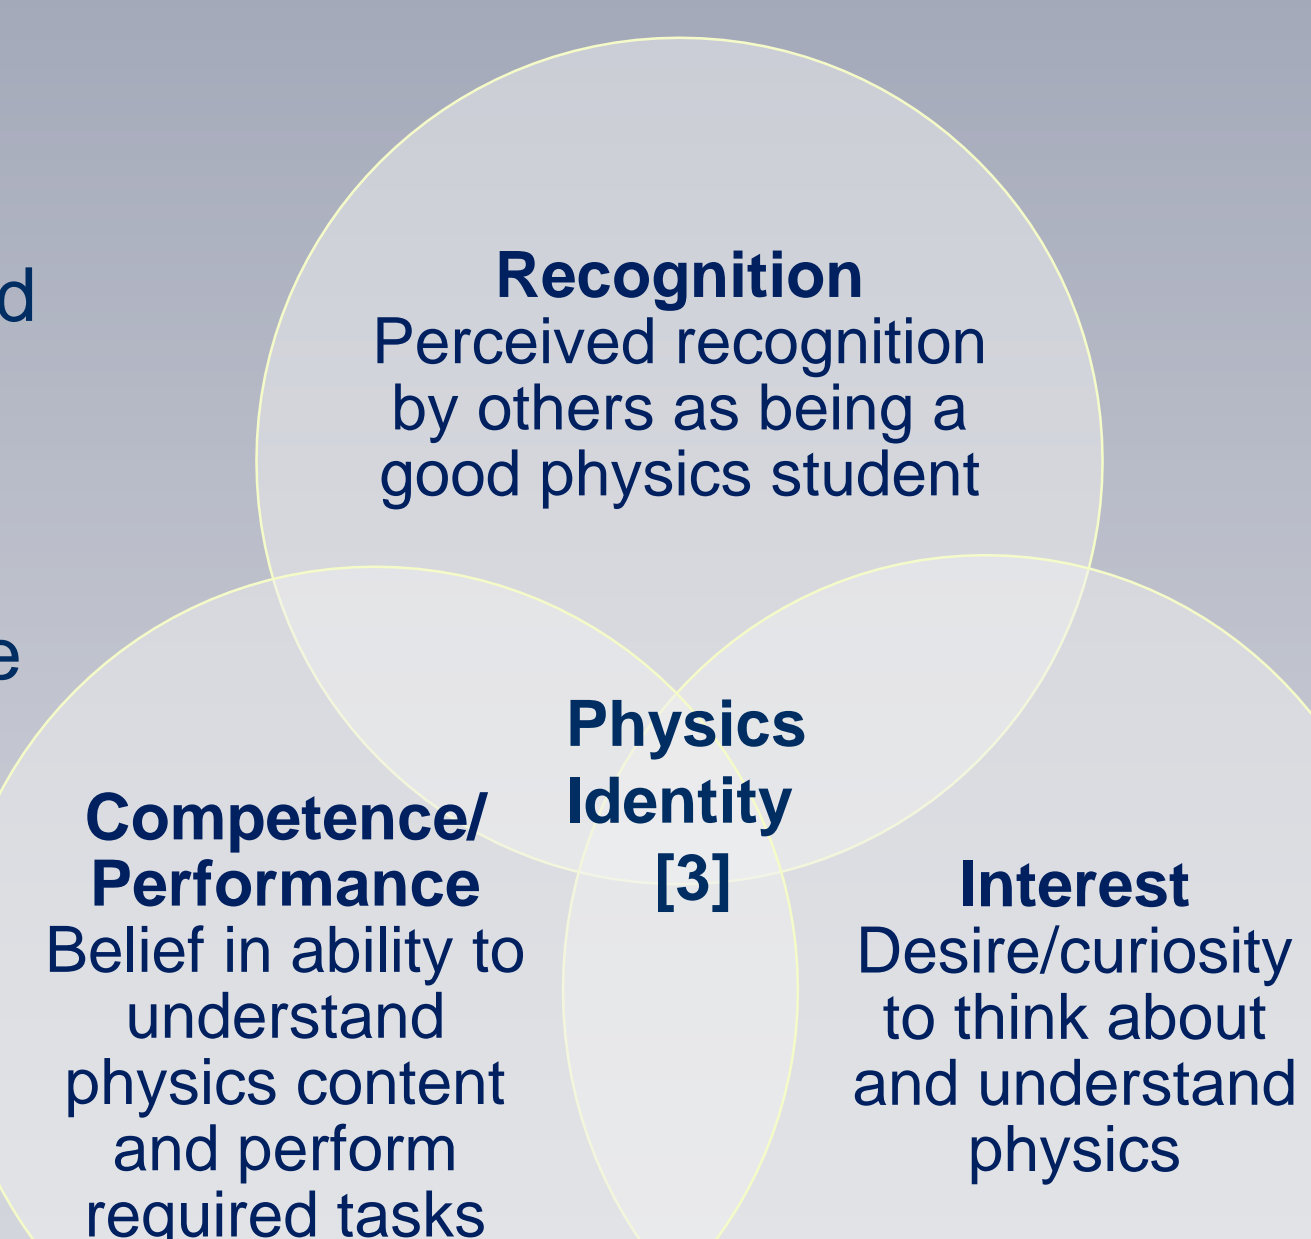 d
e
Recognition
Perceived recognition
by others as being a
good physics student
Physics
Identity
[3]
Competence/
Performance
Belief in ability to
understand
physics content
and perform
required tasks
Interest
Desire/curiosity
to think about
and understand
physics